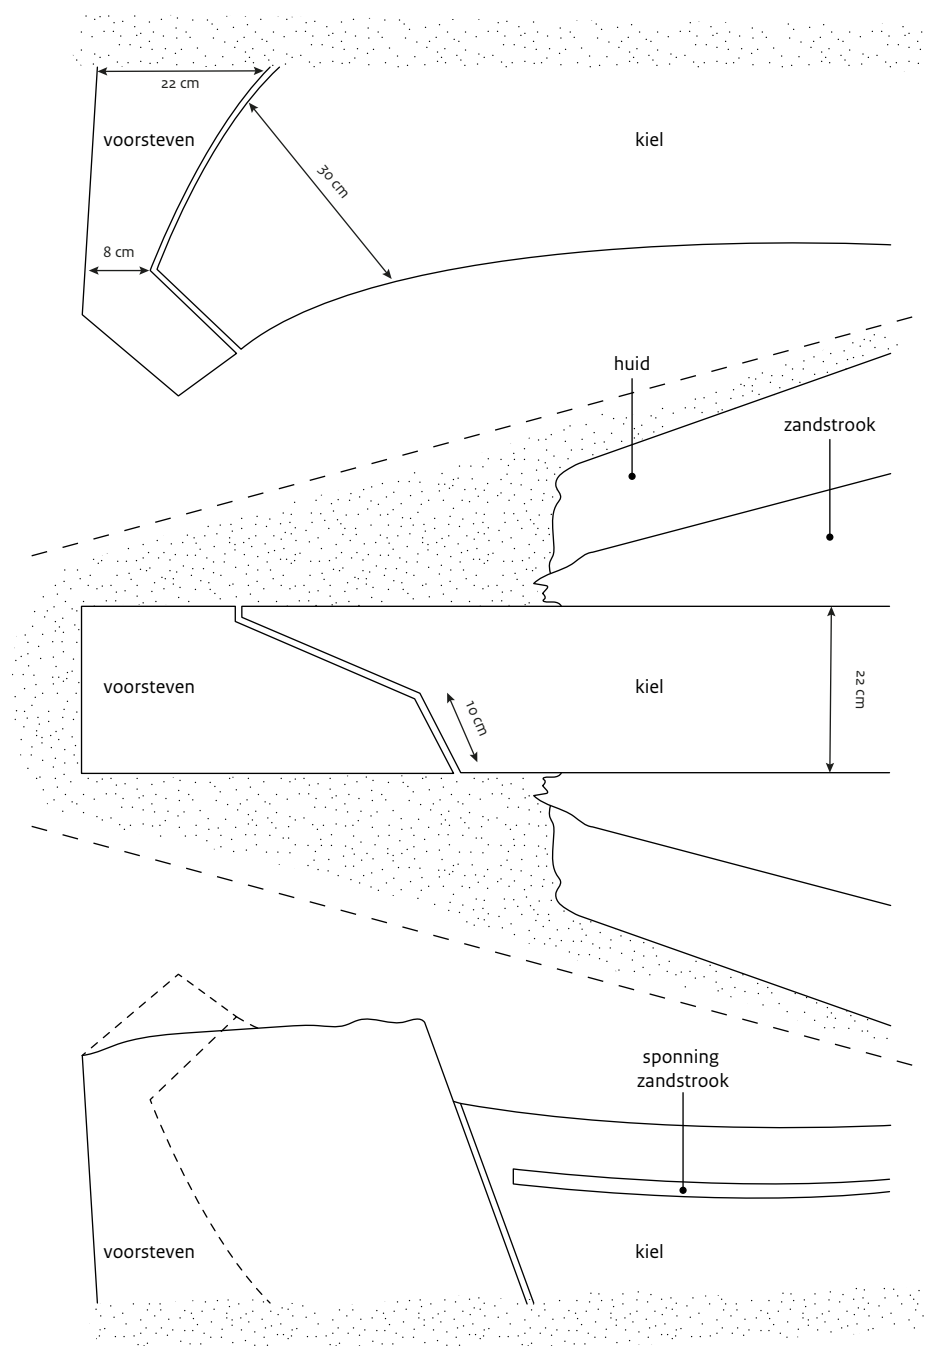 22 cm
voorsteven
kiel
30 cm
8 cm
huid
zandstrook
voorsteven
kiel
22 cm
10 cm
sponning
zandstrook
voorsteven
kiel